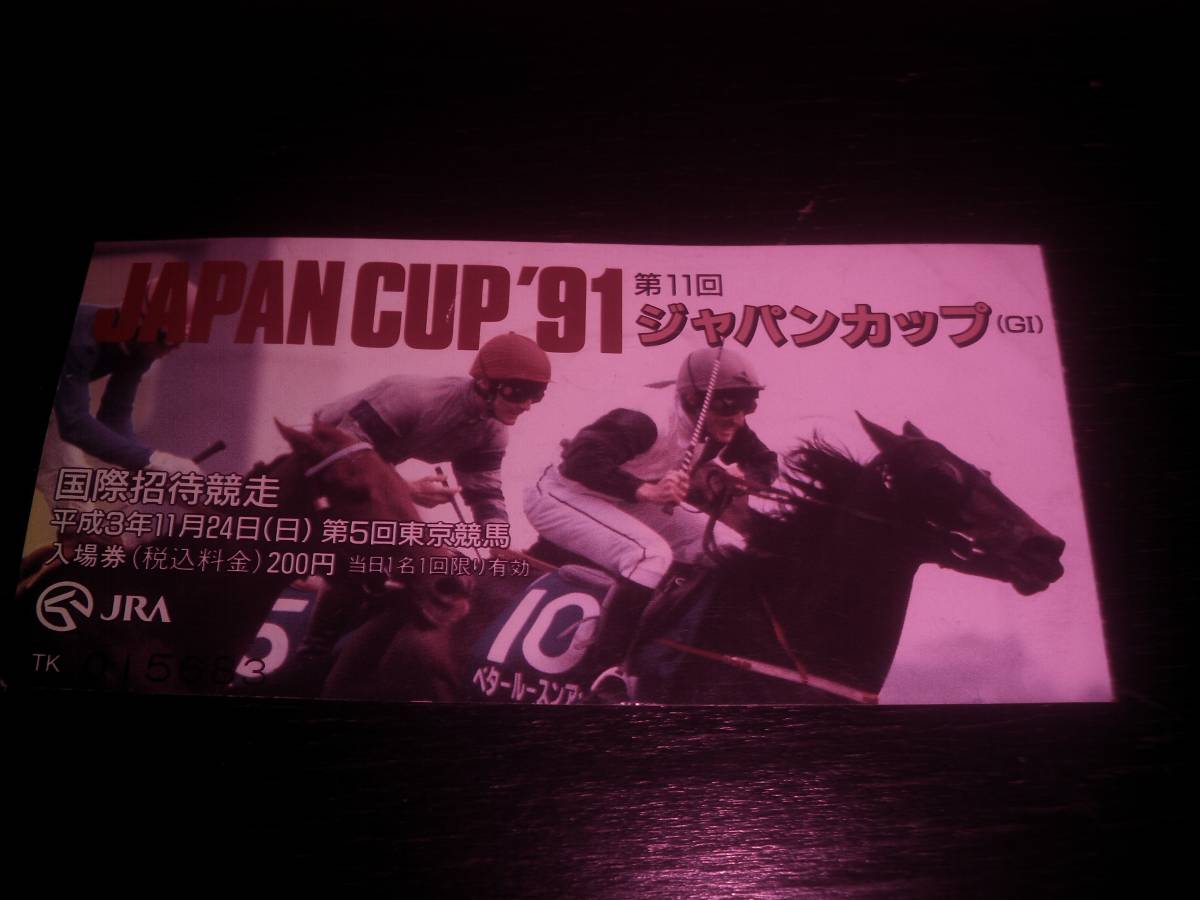 JAPAN CUP '91
第11回
ジャパンカップ(GI)
国際招待競走
平成3年11月24日(日) 第5回東京競馬
入場券(税込料金)200円 当日1名1回限り有効
JRA
TK 015683
5
10
ベタールースンア